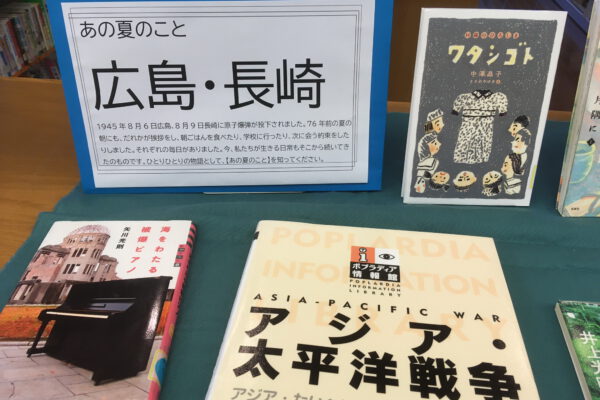 あの夏のこと
広島・長崎
1945年8月6日広島、8月9日長崎に原子爆弾が投下されました。76年前の夏の
朝にも、だれかが挨拶をし、朝ごはんを食べたり、学校に行ったり、次に会う約束をした
りしました。それぞれの毎日がありました。今、私たちが生きる日常もそこから続いてき
たのものです。ひとりひとりの物語として、【あの夏のこと】を知ってください。
ワタシゴト
中澤晶子
海をわたる
被爆ピアノ
矢川光則
POPLARDIA
INFORMATION
LIBRARY
ポプラディア
情報館
POPLARDIA
INFORMATION
LIBRARY
ASIA-PACIFIC WAR
アジア・
太平洋戦争